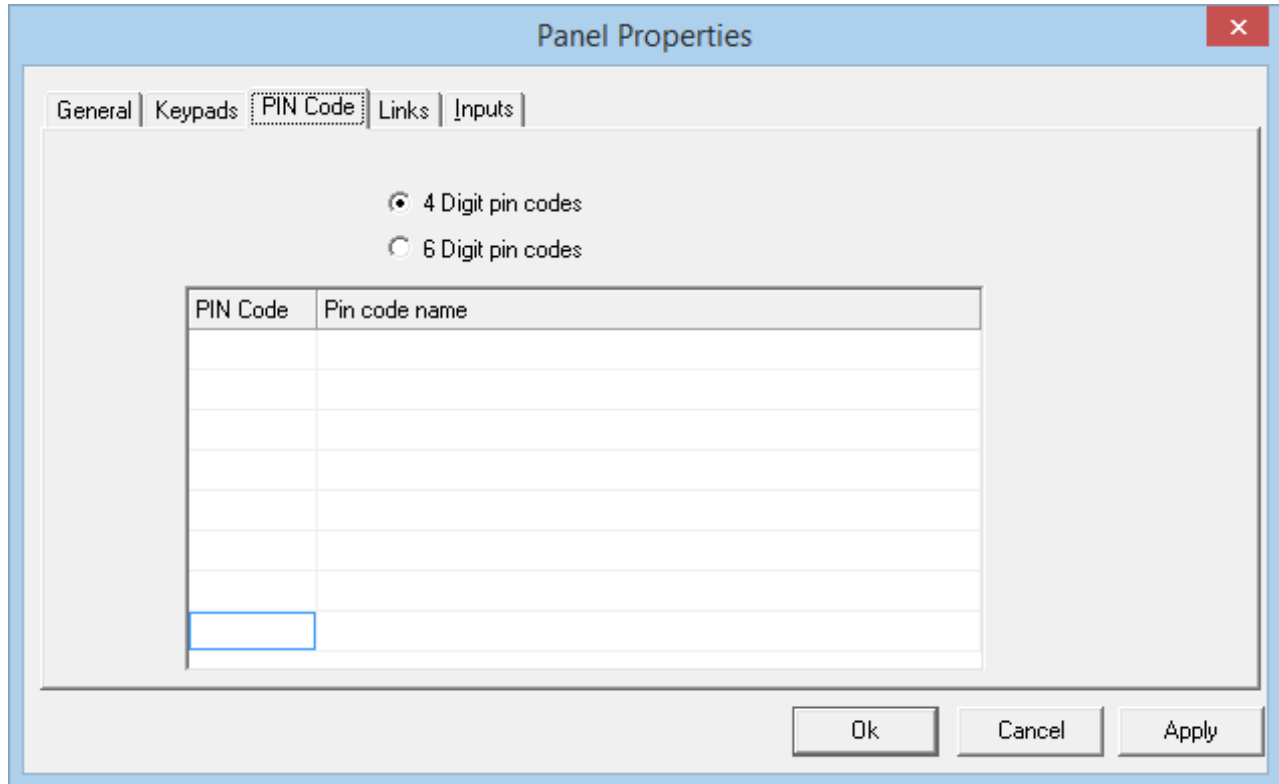 Panel Properties
General Keypads PIN Code Links Inputs
4 Digit pin codes
6 Digit pin codes
PIN Code Pin code name
Ok Cancel Apply